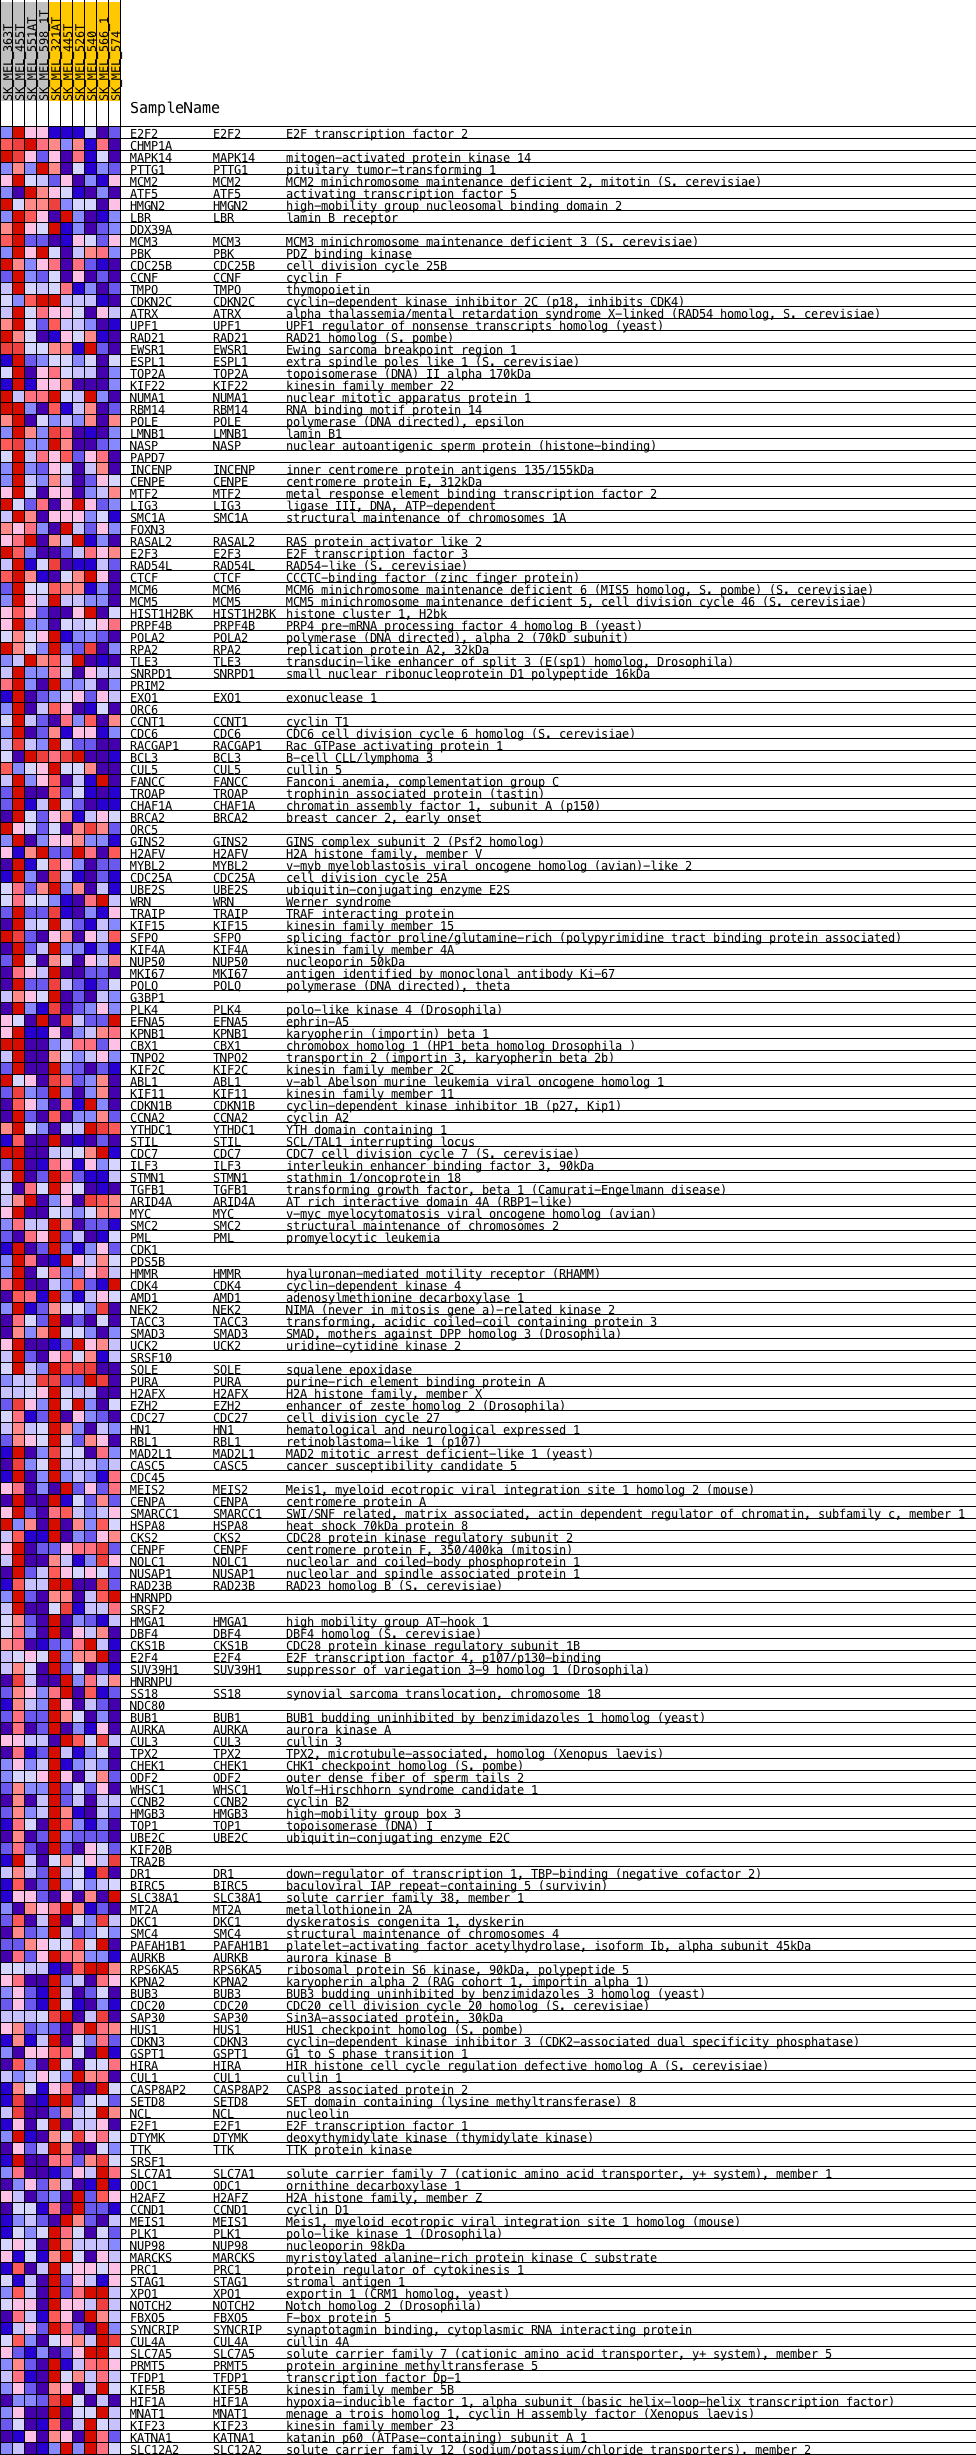 SK_MEL_363T
SK_MEL_455T
SK_MEL_551AT
SK_MEL_598_1T
SK_MEL_321AT
SK_MEL_445T
SK_MEL_526T
SK_MEL_540
SK_MEL_566_1
SK_MEL_574
SampleName
E2F2 E2F2 E2F transcription factor 2
CHMP1A
MAPK14 MAPK14 mitogen-activated protein kinase 14
PTTG1 PTTG1 pituitary tumor-transforming 1
MCM2 MCM2 MCM2 minichromosome maintenance deficient 2, mitotin (S. cerevisiae)
ATF5 ATF5 activating transcription factor 5
HMGN2 HMGN2 high-mobility group nucleosomal binding domain 2
LBR LBR lamin B receptor
DDX39A
MCM3 MCM3 MCM3 minichromosome maintenance deficient 3 (S. cerevisiae)
PBK PBK PDZ binding kinase
CDC25B CDC25B cell division cycle 25B
CCNF CCNF cyclin F
TMPO TMPO thymopoietin
CDKN2C CDKN2C cyclin-dependent kinase inhibitor 2C (p18, inhibits CDK4)
ATRX ATRX alpha thalassemia/mental retardation syndrome X-linked (RAD54 homolog, S. cerevisiae)
UPF1 UPF1 UPF1 regulator of nonsense transcripts homolog (yeast)
RAD21 RAD21 RAD21 homolog (S. pombe)
EWSR1 EWSR1 Ewing sarcoma breakpoint region 1
ESPL1 ESPL1 extra spindle poles like 1 (S. cerevisiae)
TOP2A TOP2A topoisomerase (DNA) II alpha 170kDa
KIF22 KIF22 kinesin family member 22
NUMA1 NUMA1 nuclear mitotic apparatus protein 1
RBM14 RBM14 RNA binding motif protein 14
POLE POLE polymerase (DNA directed), epsilon
LMNB1 LMNB1 lamin B1
NASP NASP nuclear autoantigenic sperm protein (histone-binding)
PAPD7
INCENP INCENP inner centromere protein antigens 135/155kDa
CENPE CENPE centromere protein E, 312kDa
MTF2 MTF2 metal response element binding transcription factor 2
LIG3 LIG3 ligase III, DNA, ATP-dependent
SMC1A SMC1A structural maintenance of chromosomes 1A
FOXN3
RASAL2 RASAL2 RAS protein activator like 2
E2F3 E2F3 E2F transcription factor 3
RAD54L RAD54L RAD54-like (S. cerevisiae)
CTCF CTCF CCCTC-binding factor (zinc finger protein)
MCM6 MCM6 MCM6 minichromosome maintenance deficient 6 (MIS5 homolog, S. pombe) (S. cerevisiae)
MCM5 MCM5 MCM5 minichromosome maintenance deficient 5, cell division cycle 46 (S. cerevisiae)
HIST1H2BK HIST1H2BK histone cluster 1, H2bk
PRPF4B PRPF4B PRP4 pre-mRNA processing factor 4 homolog B (yeast)
POLA2 POLA2 polymerase (DNA directed), alpha 2 (70kD subunit)
RPA2 RPA2 replication protein A2, 32kDa
TLE3 TLE3 transducin-like enhancer of split 3 (E(sp1) homolog, Drosophila)
SNRPD1 SNRPD1 small nuclear ribonucleoprotein D1 polypeptide 16kDa
PRIM2
EXO1 EXO1 exonuclease 1
ORC6
CCNT1 CCNT1 cyclin T1
CDC6 CDC6 CDC6 cell division cycle 6 homolog (S. cerevisiae)
RACGAP1 RACGAP1 Rac GTPase activating protein 1
BCL3 BCL3 B-cell CLL/lymphoma 3
CUL5 CUL5 cullin 5
FANCC FANCC Fanconi anemia, complementation group C
TROAP TROAP trophinin associated protein (tastin)
CHAF1A CHAF1A chromatin assembly factor 1, subunit A (p150)
BRCA2 BRCA2 breast cancer 2, early onset
ORC5
GINS2 GINS2 GINS complex subunit 2 (Psf2 homolog)
H2AFV H2AFV H2A histone family, member V
MYBL2 MYBL2 v-myb myeloblastosis viral oncogene homolog (avian)-like 2
CDC25A CDC25A cell division cycle 25A
UBE2S UBE2S ubiquitin-conjugating enzyme E2S
WRN WRN Werner syndrome
TRAIP TRAIP TRAF interacting protein
KIF15 KIF15 kinesin family member 15
SFPQ SFPQ splicing factor proline/glutamine-rich (polypyrimidine tract binding protein associated)
KIF4A KIF4A kinesin family member 4A
NUP50 NUP50 nucleoporin 50kDa
MKI67 MKI67 antigen identified by monoclonal antibody Ki-67
POLQ POLQ polymerase (DNA directed), theta
G3BP1
PLK4 PLK4 polo-like kinase 4 (Drosophila)
EFNA5 EFNA5 ephrin-A5
KPNB1 KPNB1 karyopherin (importin) beta 1
CBX1 CBX1 chromobox homolog 1 (HP1 beta homolog Drosophila )
TNPO2 TNPO2 transportin 2 (importin 3, karyopherin beta 2b)
KIF2C KIF2C kinesin family member 2C
ABL1 ABL1 v-abl Abelson murine leukemia viral oncogene homolog 1
KIF11 KIF11 kinesin family member 11
CDKN1B CDKN1B cyclin-dependent kinase inhibitor 1B (p27, Kip1)
CCNA2 CCNA2 cyclin A2
YTHDC1 YTHDC1 YTH domain containing 1
STIL STIL SCL/TAL1 interrupting locus
CDC7 CDC7 CDC7 cell division cycle 7 (S. cerevisiae)
ILF3 ILF3 interleukin enhancer binding factor 3, 90kDa
STMN1 STMN1 stathmin 1/oncoprotein 18
TGFB1 TGFB1 transforming growth factor, beta 1 (Camurati-Engelmann disease)
ARID4A ARID4A AT rich interactive domain 4A (RBP1-like)
MYC MYC v-myc myelocytomatosis viral oncogene homolog (avian)
SMC2 SMC2 structural maintenance of chromosomes 2
PML PML promyelocytic leukemia
CDK1
PDS5B
HMMR HMMR hyaluronan-mediated motility receptor (RHAMM)
CDK4 CDK4 cyclin-dependent kinase 4
AMD1 AMD1 adenosylmethionine decarboxylase 1
NEK2 NEK2 NIMA (never in mitosis gene a)-related kinase 2
TACC3 TACC3 transforming, acidic coiled-coil containing protein 3
SMAD3 SMAD3 SMAD, mothers against DPP homolog 3 (Drosophila)
UCK2 UCK2 uridine-cytidine kinase 2
SRSF10
SQLE SQLE squalene epoxidase
PURA PURA purine-rich element binding protein A
H2AFX H2AFX H2A histone family, member X
EZH2 EZH2 enhancer of zeste homolog 2 (Drosophila)
CDC27 CDC27 cell division cycle 27
HN1 HN1 hematological and neurological expressed 1
RBL1 RBL1 retinoblastoma-like 1 (p107)
MAD2L1 MAD2L1 MAD2 mitotic arrest deficient-like 1 (yeast)
CASC5 CASC5 cancer susceptibility candidate 5
CDC45
MEIS2 MEIS2 Meis1, myeloid ecotropic viral integration site 1 homolog 2 (mouse)
CENPA CENPA centromere protein A
SMARCC1 SMARCC1 SWI/SNF related, matrix associated, actin dependent regulator of chromatin, subfamily c, member 1
HSPA8 HSPA8 heat shock 70kDa protein 8
CKS2 CKS2 CDC28 protein kinase regulatory subunit 2
CENPF CENPF centromere protein F, 350/400ka (mitosin)
NOLC1 NOLC1 nucleolar and coiled-body phosphoprotein 1
NUSAP1 NUSAP1 nucleolar and spindle associated protein 1
RAD23B RAD23B RAD23 homolog B (S. cerevisiae)
HNRNPD
SRSF2
HMGA1 HMGA1 high mobility group AT-hook 1
DBF4 DBF4 DBF4 homolog (S. cerevisiae)
CKS1B CKS1B CDC28 protein kinase regulatory subunit 1B
E2F4 E2F4 E2F transcription factor 4, p107/p130-binding
SUV39H1 SUV39H1 suppressor of variegation 3-9 homolog 1 (Drosophila)
HNRNPU
SS18 SS18 synovial sarcoma translocation, chromosome 18
NDC80
BUB1 BUB1 BUB1 budding uninhibited by benzimidazoles 1 homolog (yeast)
AURKA AURKA aurora kinase A
CUL3 CUL3 cullin 3
TPX2 TPX2 TPX2, microtubule-associated, homolog (Xenopus laevis)
CHEK1 CHEK1 CHK1 checkpoint homolog (S. pombe)
ODF2 ODF2 outer dense fiber of sperm tails 2
WHSC1 WHSC1 Wolf-Hirschhorn syndrome candidate 1
CCNB2 CCNB2 cyclin B2
HMGB3 HMGB3 high-mobility group box 3
TOP1 TOP1 topoisomerase (DNA) I
UBE2C UBE2C ubiquitin-conjugating enzyme E2C
KIF20B
TRA2B
DR1 DR1 down-regulator of transcription 1, TBP-binding (negative cofactor 2)
BIRC5 BIRC5 baculoviral IAP repeat-containing 5 (survivin)
SLC38A1 SLC38A1 solute carrier family 38, member 1
MT2A MT2A metallothionein 2A
DKC1 DKC1 dyskeratosis congenita 1, dyskerin
SMC4 SMC4 structural maintenance of chromosomes 4
PAFAH1B1 PAFAH1B1 platelet-activating factor acetylhydrolase, isoform Ib, alpha subunit 45kDa
AURKB AURKB aurora kinase B
RPS6KA5 RPS6KA5 ribosomal protein S6 kinase, 90kDa, polypeptide 5
KPNA2 KPNA2 karyopherin alpha 2 (RAG cohort 1, importin alpha 1)
BUB3 BUB3 BUB3 budding uninhibited by benzimidazoles 3 homolog (yeast)
CDC20 CDC20 CDC20 cell division cycle 20 homolog (S. cerevisiae)
SAP30 SAP30 Sin3A-associated protein, 30kDa
HUS1 HUS1 HUS1 checkpoint homolog (S. pombe)
CDKN3 CDKN3 cyclin-dependent kinase inhibitor 3 (CDK2-associated dual specificity phosphatase)
GSPT1 GSPT1 G1 to S phase transition 1
HIRA HIRA HIR histone cell cycle regulation defective homolog A (S. cerevisiae)
CUL1 CUL1 cullin 1
CASP8AP2 CASP8AP2 CASP8 associated protein 2
SETD8 SETD8 SET domain containing (lysine methyltransferase) 8
NCL NCL nucleolin
E2F1 E2F1 E2F transcription factor 1
DTYMK DTYMK deoxythymidylate kinase (thymidylate kinase)
TTK TTK TTK protein kinase
SRSF1
SLC7A1 SLC7A1 solute carrier family 7 (cationic amino acid transporter, y+ system), member 1
ODC1 ODC1 ornithine decarboxylase 1
H2AFZ H2AFZ H2A histone family, member Z
CCND1 CCND1 cyclin D1
MEIS1 MEIS1 Meis1, myeloid ecotropic viral integration site 1 homolog (mouse)
PLK1 PLK1 polo-like kinase 1 (Drosophila)
NUP98 NUP98 nucleoporin 98kDa
MARCKS MARCKS myristoylated alanine-rich protein kinase C substrate
PRC1 PRC1 protein regulator of cytokinesis 1
STAG1 STAG1 stromal antigen 1
XPO1 XPO1 exportin 1 (CRM1 homolog, yeast)
NOTCH2 NOTCH2 Notch homolog 2 (Drosophila)
FBXO5 FBXO5 F-box protein 5
SYNCRIP SYNCRIP synaptotagmin binding, cytoplasmic RNA interacting protein
CUL4A CUL4A cullin 4A
SLC7A5 SLC7A5 solute carrier family 7 (cationic amino acid transporter, y+ system), member 5
PRMT5 PRMT5 protein arginine methyltransferase 5
TFDP1 TFDP1 transcription factor Dp-1
KIF5B KIF5B kinesin family member 5B
HIF1A HIF1A hypoxia-inducible factor 1, alpha subunit (basic helix-loop-helix transcription factor)
MNAT1 MNAT1 menage a trois homolog 1, cyclin H assembly factor (Xenopus laevis)
KIF23 KIF23 kinesin family member 23
KATNA1 KATNA1 katanin p60 (ATPase-containing) subunit A 1
SLC12A2 SLC12A2 solute carrier family 12 (sodium/potassium/chloride transporters), member 2